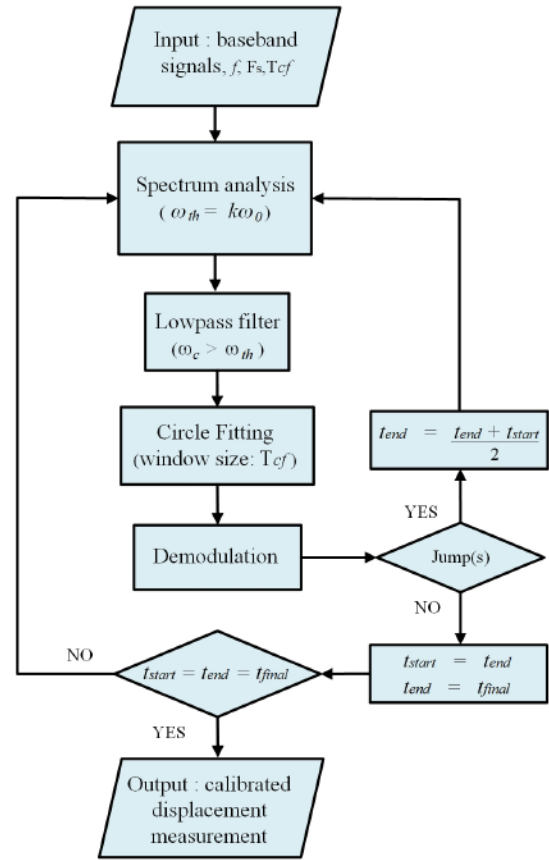 Input : baseband
signals, f, Fs,Tcf
Spectrum analysis
( ωth = kω0)
Lowpass filter
(ωc > ωth )
Circle Fitting
(window size: Tcf)
Demodulation
Jump(s)
YES
tend = tend + tstart
2
NO
tstart = tend
tend = tfinal
tstart = tend = tfinal
NO
YES
Output : calibrated
displacement
measurement